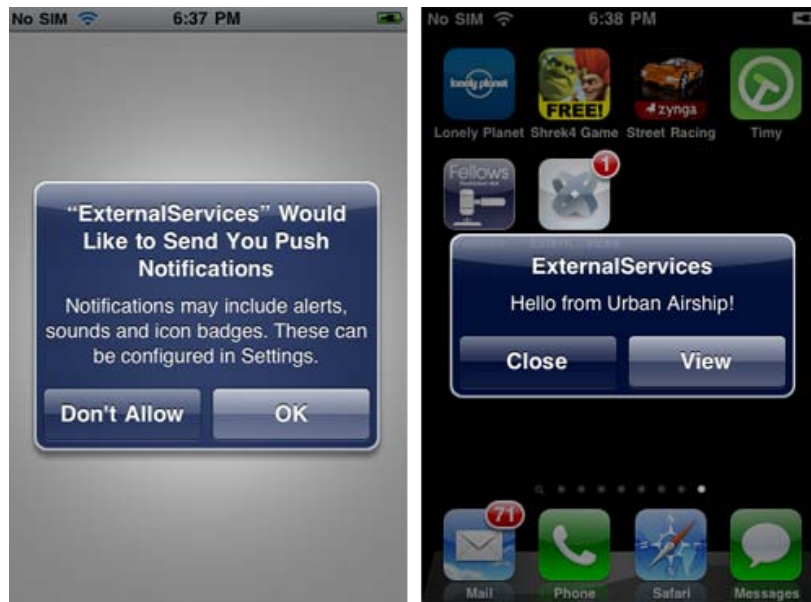 No SIM 6:37 PM
"ExternalServices" Would
Like to Send You Push
Notifications
Notifications may include alerts,
sounds and icon badges. These can
be configured in Settings.
Don't Allow OK
No SIM 6:38 PM
lonely planet
FREE!
zynga
Lonely Planet Shrek4 Game Street Racing Timy
Fellows
1
ExternalServices
Hello from Urban Airship!
Close View
71
Mail Phone Safari Messages